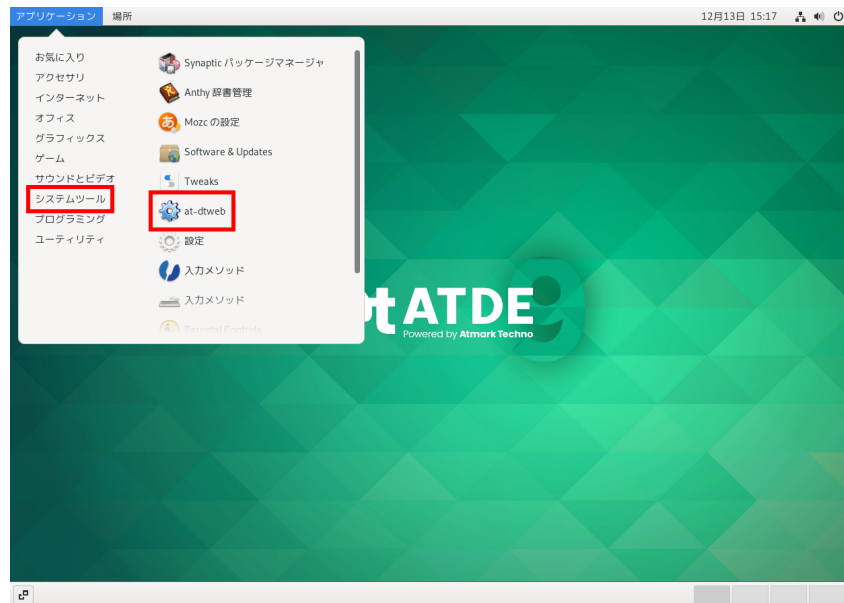 アプリケーション 場所 12月13日 15:17
お気に入り
アクセサリ
インターネット
オフィス
グラフィックス
ゲーム
サウンドとビデオ
システムツール
プログラミング
ユーティリティ
Synaptic パッケージマネージャ
Anthy 辞書管理
Mozc の設定
Software & Updates
Tweaks
at-dtweb
設定
入力メソッド
入力メソッド
Parental Controls
ot ATDE9
Powered by Atmark Techno